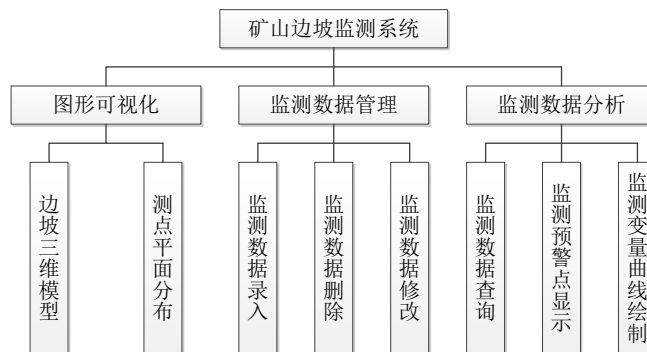 矿山边坡监测系统
图形可视化
监测数据管理
监测数据分析
边坡三维模型
测点平面分布
监测数据录入
监测数据删除
监测数据修改
监测数据查询
监测预警点显示
监测变量曲线绘制